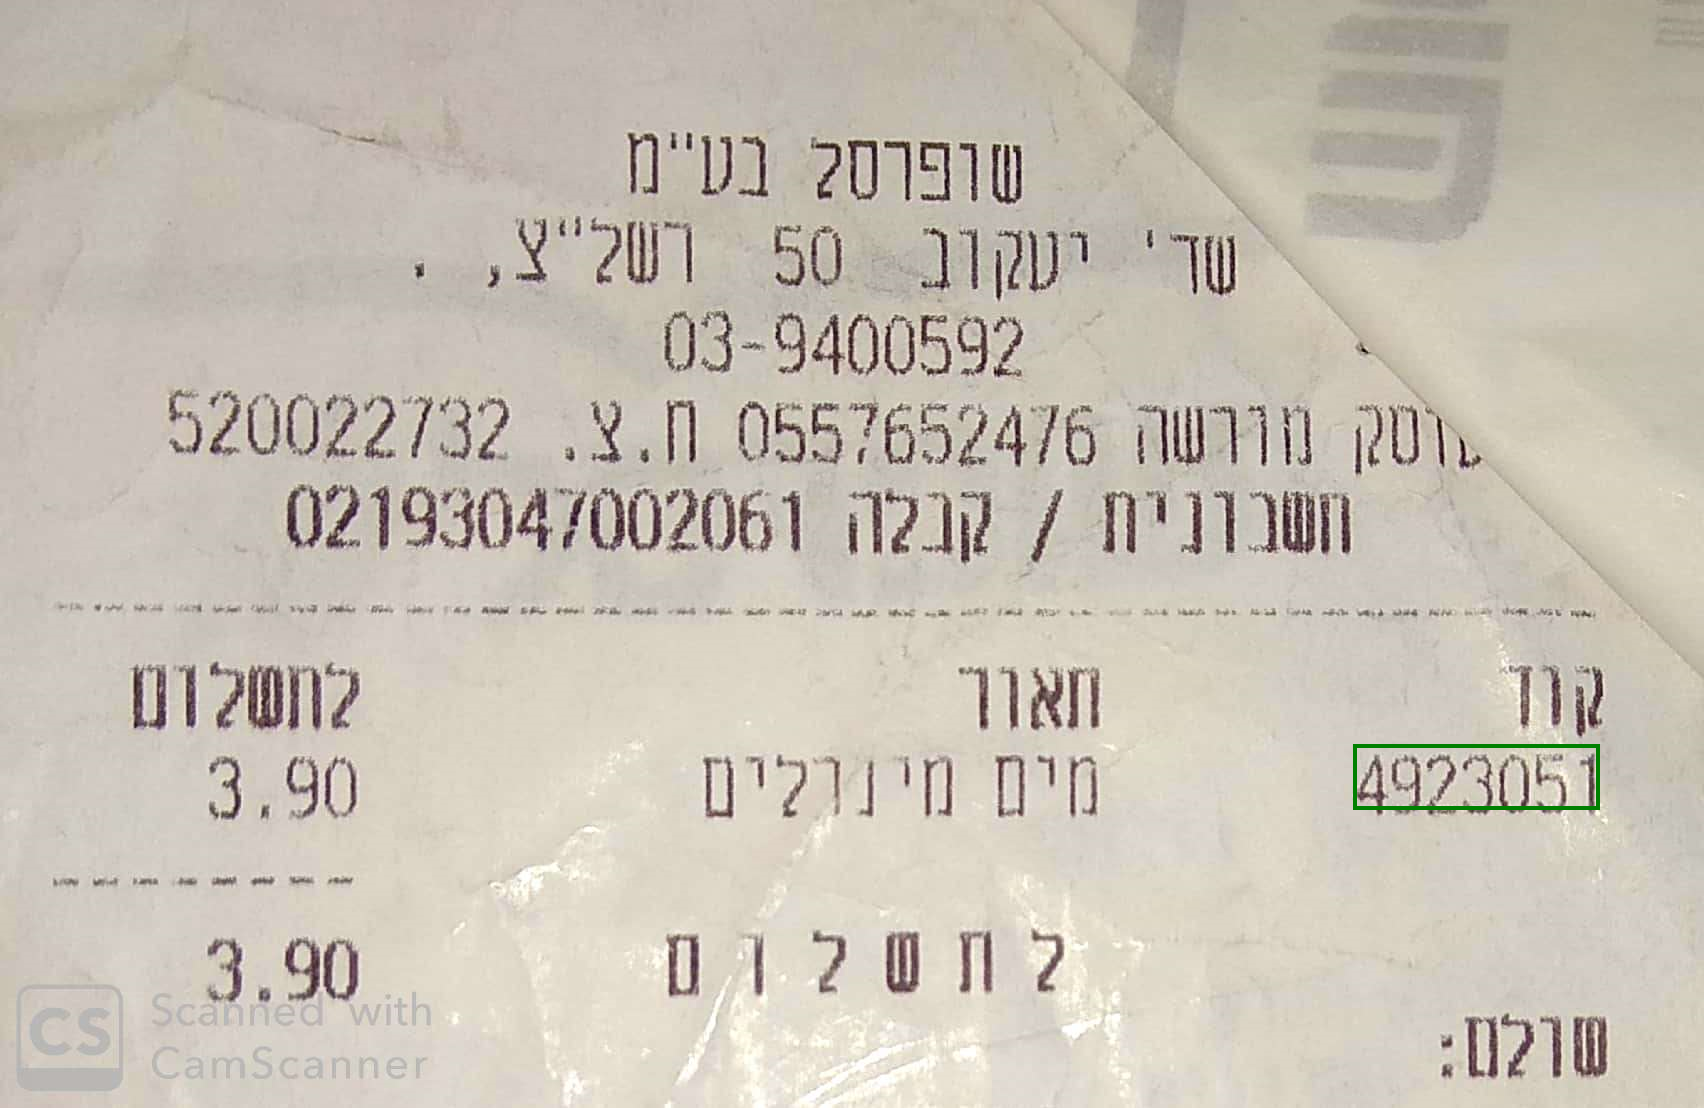 שופרסל בע"מ
שד' יעקוב 50 רשל"צ, .
03-9400592
עוסק מורשה 0557652476 ח.צ. 520022732
חשבונית / קבלה 02193047002061
קוד תאור לתשלום
4923051 מים מינרלים 3.90
לתשלום 3.90
שולם:
CS Scanned with CamScanner